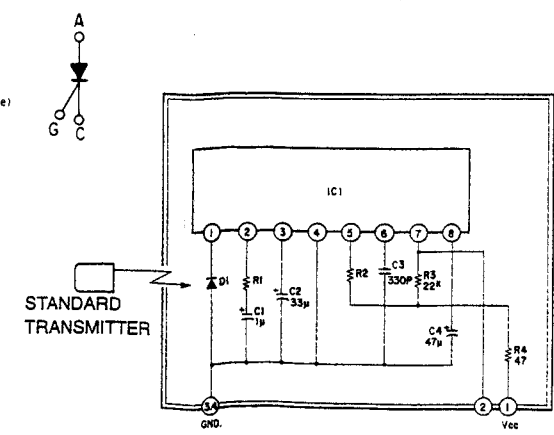 A
e)
G
C
IC1
1
2
3
4
5
6
7
8
D1
R1
C1
1μ
C2
33μ
R2
C3
330P
R3
22K
C4
47μ
R4
47
STANDARD
TRANSMITTER
3,4
GND.
2
1
Vcc